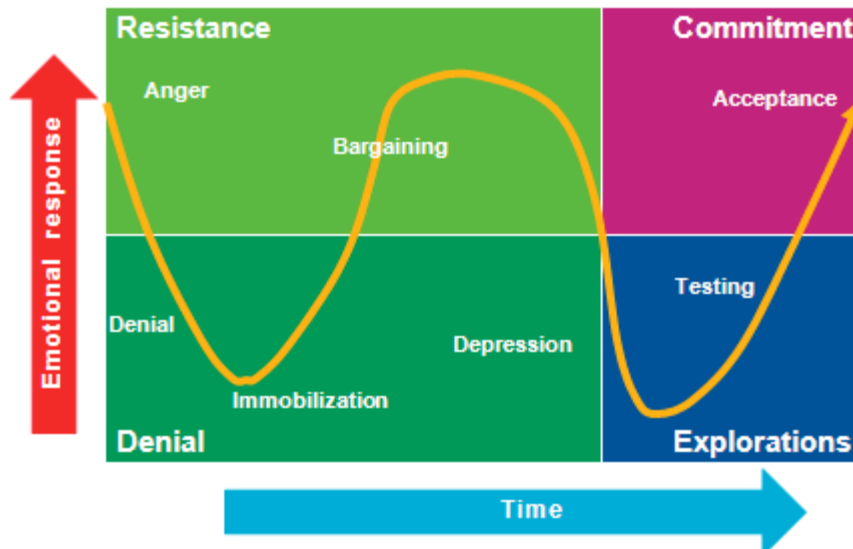 Resistance
Commitment
Anger
Acceptance
Bargaining
Emotional response
Testing
Denial
Depression
Immobilization
Denial
Explorations
Time